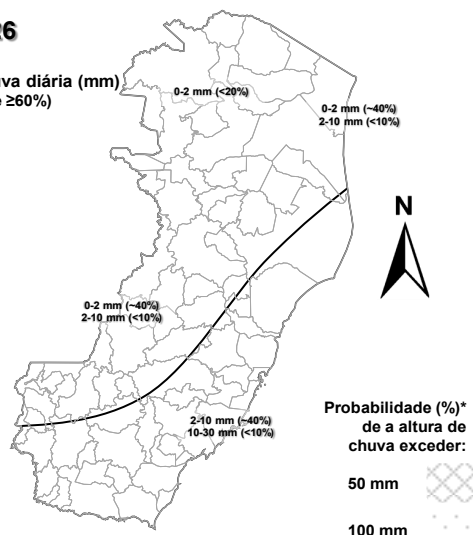 26
uva diária (mm)
e ≥60%)
0-2 mm (<20%)
0-2 mm (~40%)
2-10 mm (<10%)
N
0-2 mm (~40%)
2-10 mm (<10%)
2-10 mm (~40%)
10-30 mm (<10%)
Probabilidade (%)*
de a altura de
chuva exceder:
50 mm
100 mm